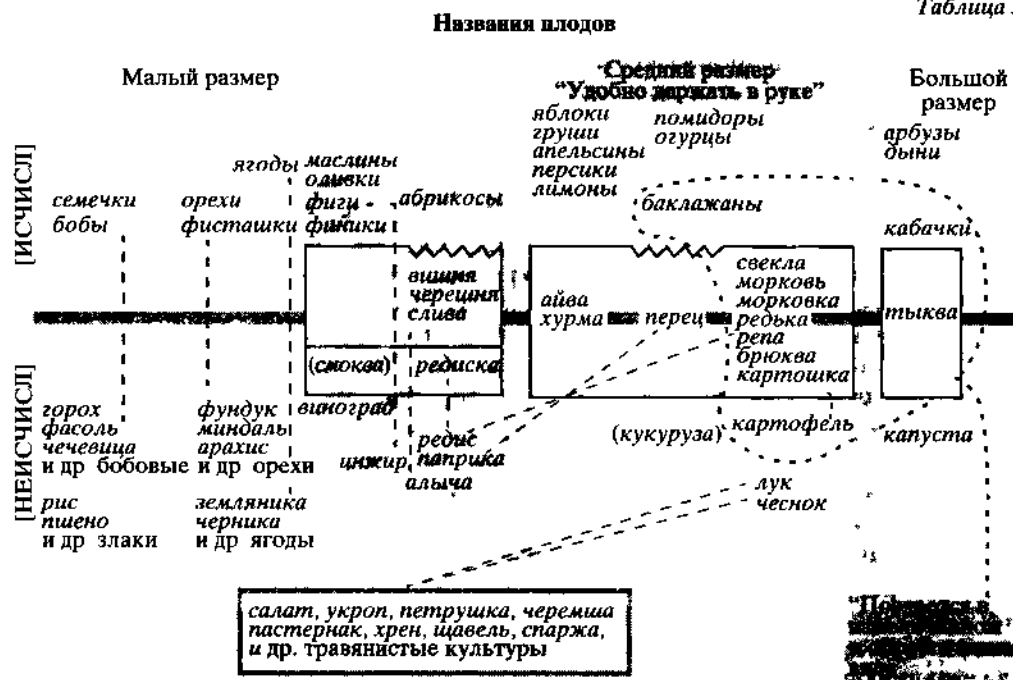 Таблица
Названия плодов
Малый размер
Средний размер
"Удобно держать в руке"
Большой
размер
[ИСЧИСЛ]
[НЕИСЧИСЛ]
семечки
бобы
орехи
фисташки
ягоды
маслины
оливки
фиги
финики
абрикосы
яблоки
груши
апельсины
персики
лимоны
помидоры
огурцы
баклажаны
арбузы
дыни
кабачки
вишня
черешня
слива
(смоква)
редиска
айва
хурма
перец
свекла
морковь
морковка
редька
репа
брюква
картошка
тыква
горох
фасоль
чечевица
и др бобовые
фундук
миндаль
арахис
и др орехи
виноград
инжир
редис
паприка
алыча
(кукуруза)
картофель
капуста
рис
пшено
и др злаки
земляника
черника
и др ягоды
лук
чеснок
салат, укроп, петрушка, черемша
пастернак, хрен, щавель, спаржа,
и др. травянистые культуры